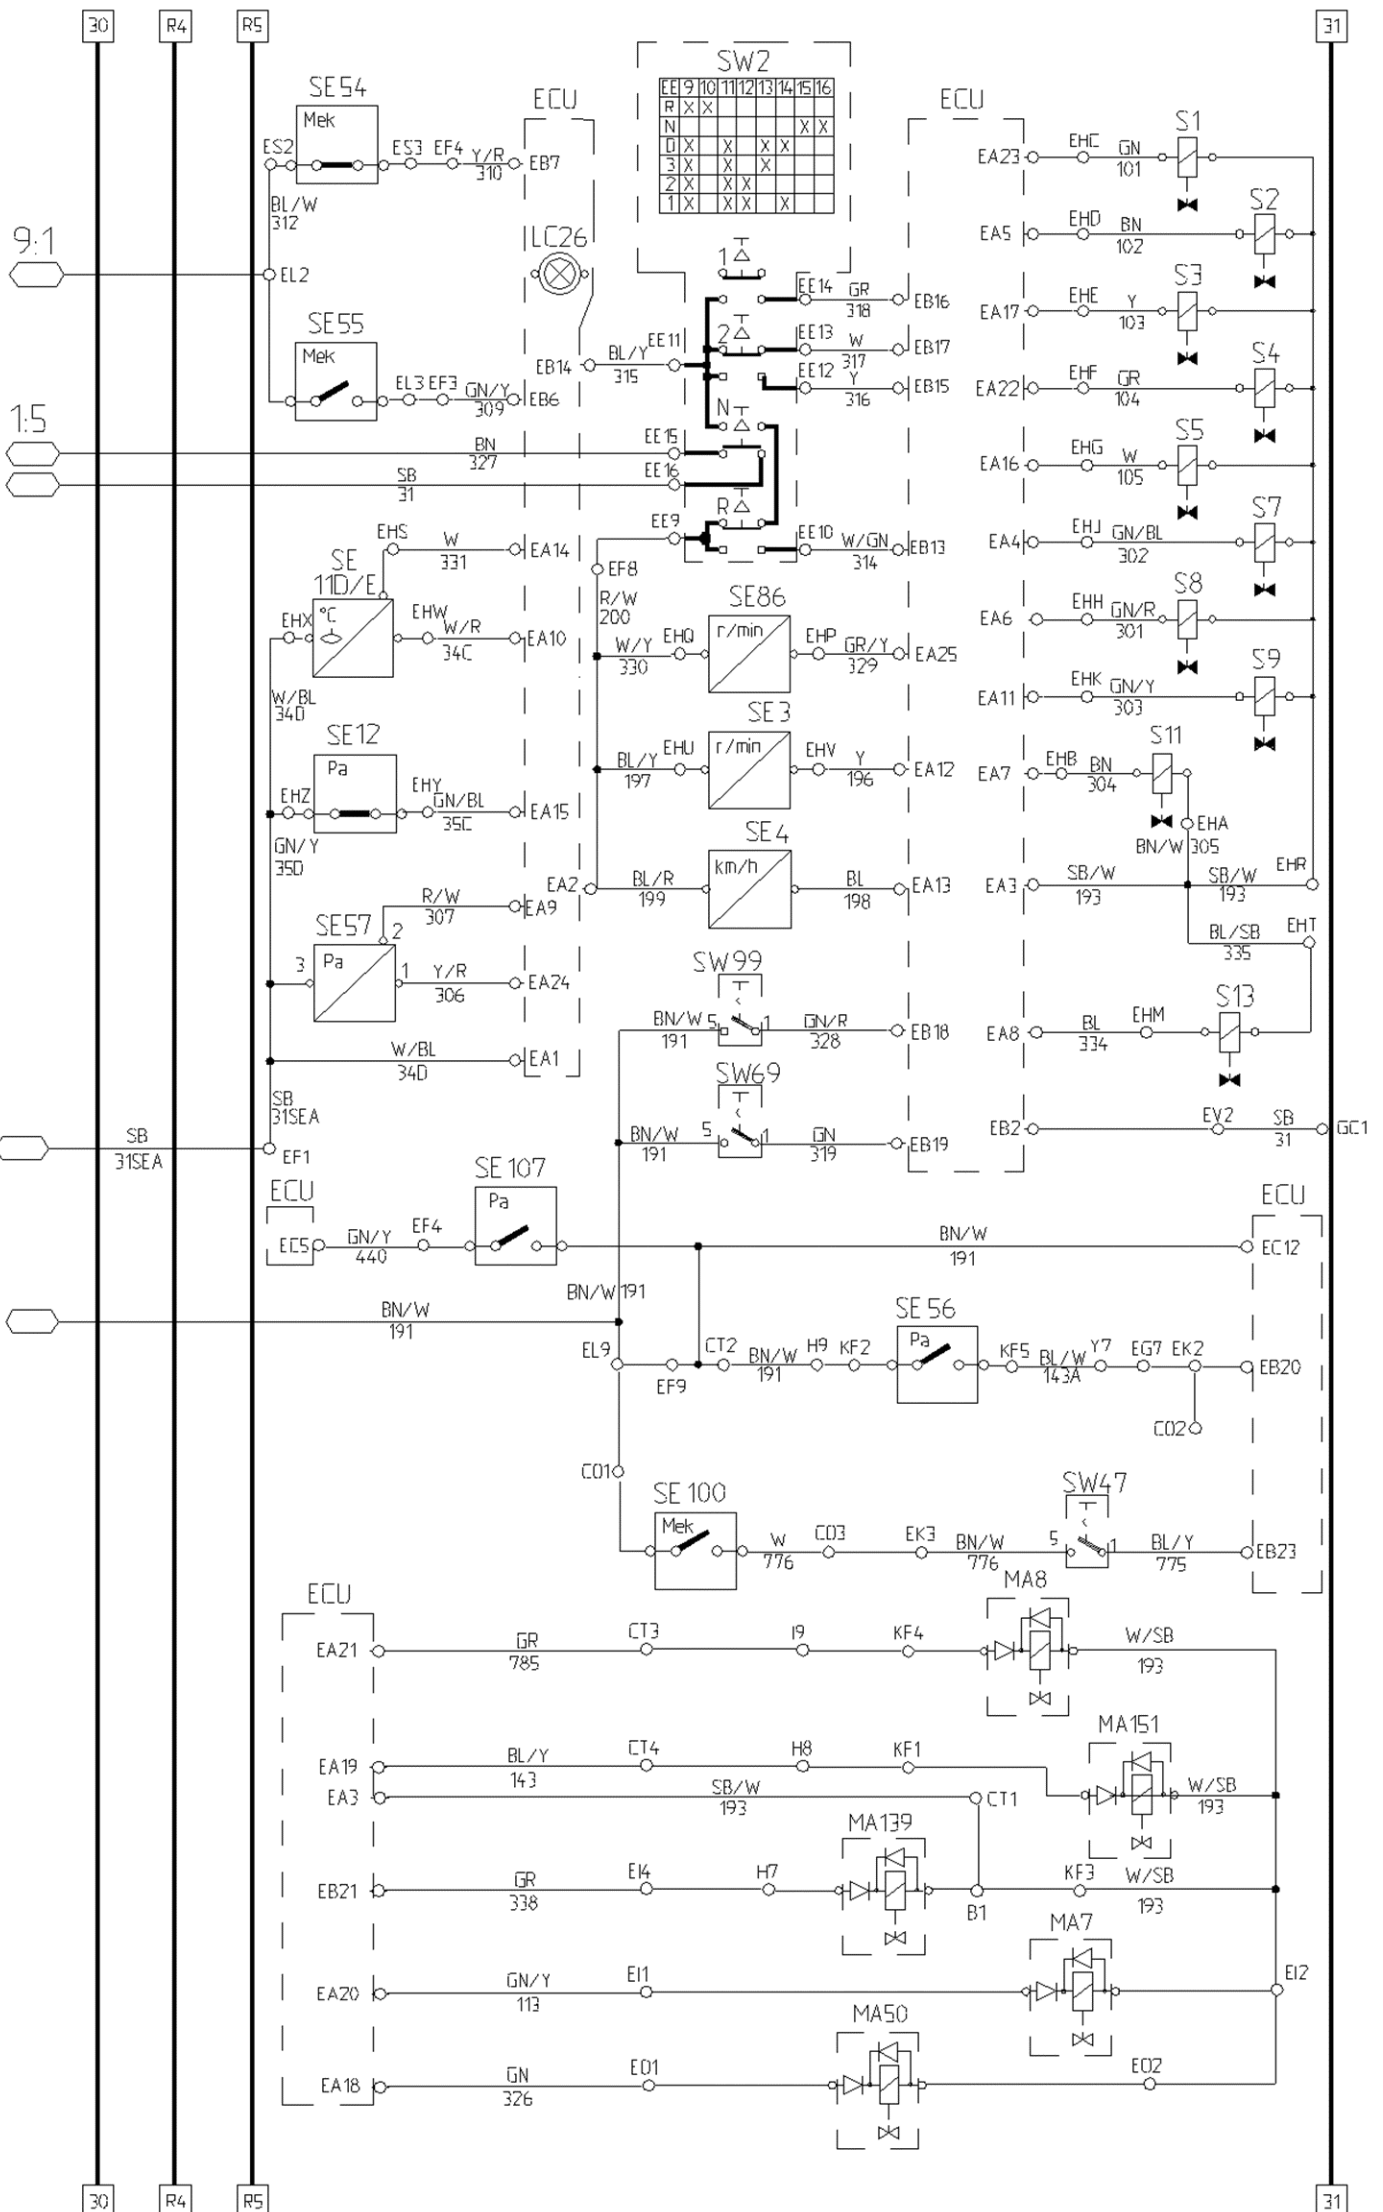 30 R4 R5 31
SW2
EE 9 10 11 12 13 14 15 16
R X X
N X X
D X X X X
3 X X X
2 X X X
1 X X X X
SE54
Mek
ECU
ECU
ES2 ES3 EF4 Y/R 310 EB7
BL/W
312
9:1
EL2
LC26
SE55
Mek
EL3 EF3 GN/Y 309 EB6
EB14 BL/Y 315 EE11
1
2
N
R
EE14 GR 318 EB16
EE13 W 317 EB17
EE12 Y 316 EB15
1:5
BN 327 EE15
SB 31 EE16
EE9
EE10 W/GN 314 EB13
EF8
R/W
200
EA23 EHC GN 101 S1
EA5 EHD BN 102 S2
EA17 EHE Y 103 S3
EA22 EHF GR 104 S4
EA16 EHG W 105 S5
EA4 EHJ GN/BL 302 S7
EA6 EHH GN/R 301 S8
EA11 EHK GN/Y 303 S9
EA7 EHB BN 304 S11
EHA
BN/W 305
EA3 SB/W 193 SB/W 193 EHR
BL/SB 335 EHT
EA8 BL 334 EHM S13
EB2 EV2 SB 31 GC1
SE
11D/E
°C
EHS W 331 EA14
EHX EHW W/R 34C EA10
W/BL
34D
SE12
Pa
EHZ EHY GN/BL 35C EA15
GN/Y
35D
SE57
Pa
R/W 307 EA9
2
3 1 Y/R 306 EA24
W/BL 34D EA1
SB
31SEA
SB 31SEA EF1
SE86
r/min
W/Y 330 EHQ EHP GR/Y 329 EA25
SE3
r/min
BL/Y 197 EHU EHV Y 196 EA12
SE4
km/h
EA2 BL/R 199 BL 198 EA13
SW99
BN/W 191 5 1 GN/R 328 EB18
SW69
BN/W 191 5 1 GN 319 EB19
ECU
SE107
Pa
ECU
EC5 GN/Y 440 EF4 BN/W 191 EC12
BN/W 191
BN/W 191
SE56
Pa
EL9 EF9 CT2 BN/W 191 H9 KF2 KF5 BL/W 143A Y7 EG7 EK2 EB20
CO2
CO1
SE100
Mek
SW47
W 776 CO3 EK3 BN/W 776 5 1 BL/Y 775 EB23
ECU
MA8
EA21 GR 785 CT3 I9 KF4 W/SB 193
MA151
EA19 BL/Y 143 CT4 H8 KF1 W/SB 193
EA3 SB/W 193 CT1
MA139
EB21 GR 338 EI4 H7 B1 KF3 W/SB 193
MA7
EA20 GN/Y 113 EI1 EI2
MA50
EA18 GN 326 EO1 EO2
30 R4 R5 31